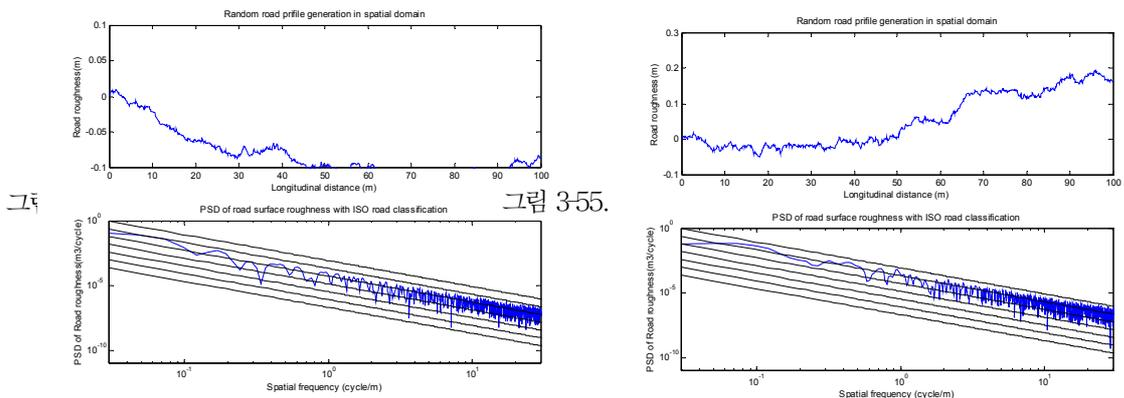 Random road prifile generation in spatial domain
0.1
0.05
0
-0.05
-0.1
Road roughness(m)
0 10 20 30 40 50 60 70 80 90 100
Longitudinal distance (m)
PSD of road surface roughness with ISO road classification
10^0
10^-5
10^-10
PSD of Road roughness(m3/cycle)
10^-1 10^0 10^1
Spatial frequency (cycle/m)
그림 3-55.
Random road prifile generation in spatial domain
0.3
0.2
0.1
0
-0.1
Road roughness(m)
0 10 20 30 40 50 60 70 80 90 100
Longitudinal distance (m)
PSD of road surface roughness with ISO road classification
10^0
10^-5
10^-10
PSD of Road roughness(m3/cycle)
10^-1 10^0 10^1
Spatial frequency (cycle/m)